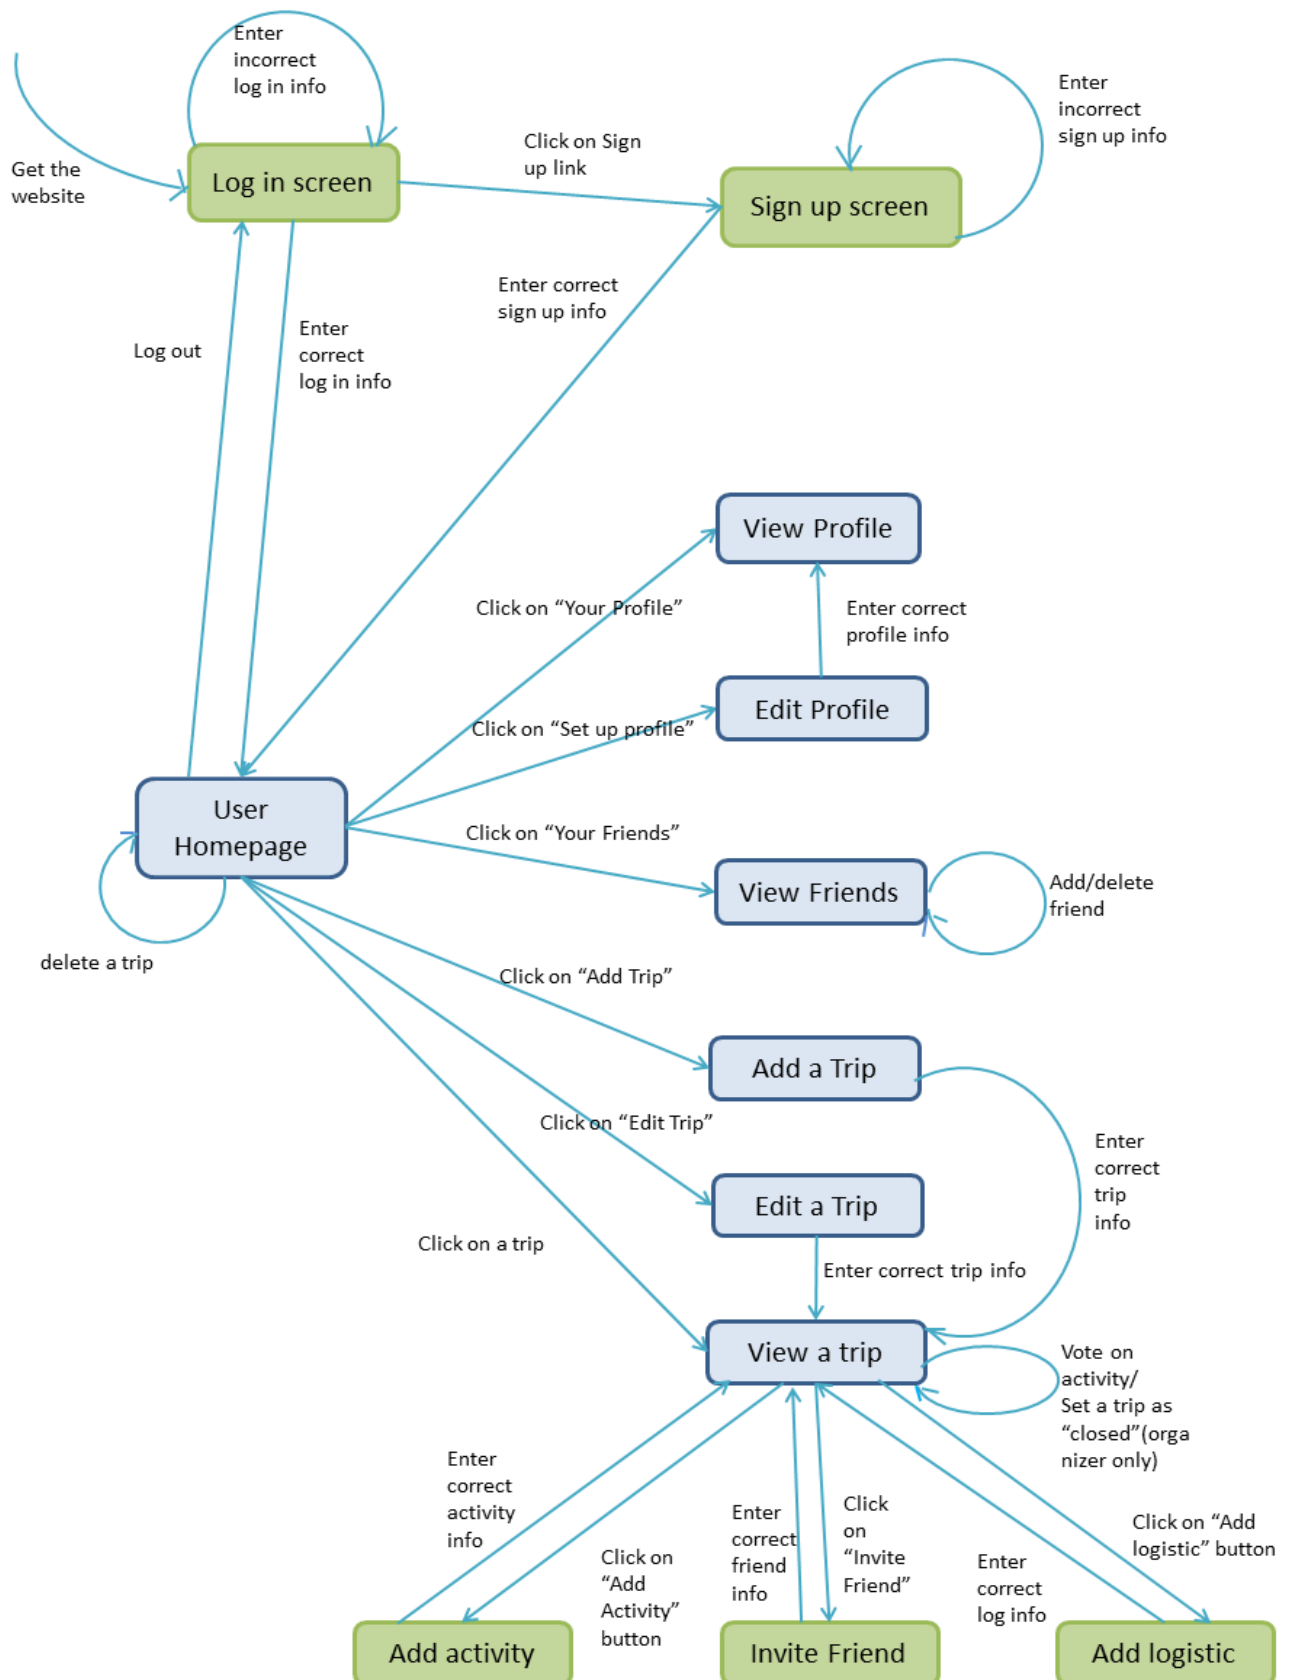 Enter
incorrect
log in info
Get the
website
Log in screen
Click on Sign
up link
Sign up screen
Enter
incorrect
sign up info
Log out
Enter
correct
log in info
Enter correct
sign up info
View Profile
Click on “Your Profile”
Enter correct
profile info
Edit Profile
Click on “Set up profile”
User
Homepage
Click on “Your Friends”
View Friends
Add/delete
friend
delete a trip
Click on “Add Trip”
Add a Trip
Click on “Edit Trip”
Enter
correct
trip
info
Edit a Trip
Click on a trip
Enter correct trip info
View a trip
Vote on
activity/
Set a trip as
“closed”(orga
nizer only)
Enter
correct
activity
info
Click on
“Add
Activity”
button
Enter
correct
friend
info
Click
on
“Invite
Friend”
Enter
correct
log info
Click on “Add
logistic” button
Add activity
Invite Friend
Add logistic